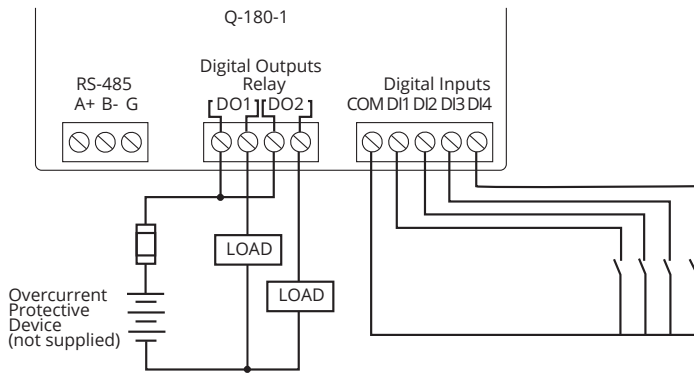 Q-180-1
RS-485
A+ B- G
Digital Outputs
Relay
DO1 DO2
Digital Inputs
COM DI1 DI2 DI3 DI4
LOAD
LOAD
Overcurrent
Protective
Device
(not supplied)